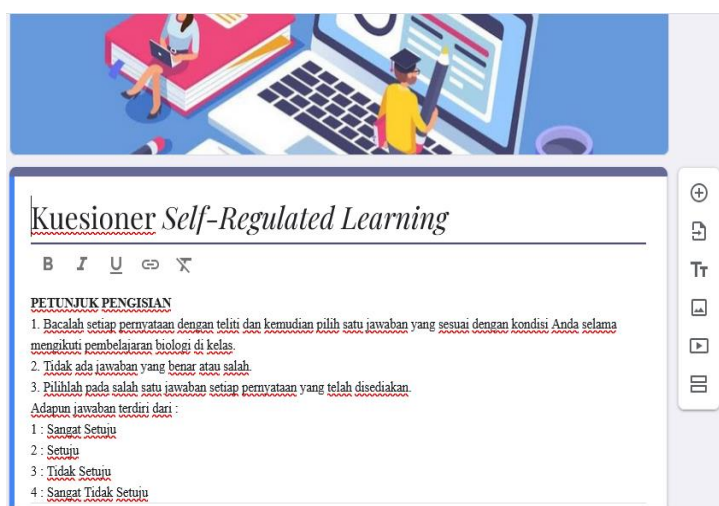 Kuesioner Self-Regulated Learning
B I U
PETUNJUK PENGISIAN
1. Bacalah setiap pernyataan dengan teliti dan kemudian pilih satu jawaban yang sesuai dengan kondisi Anda selama
mengikuti pembelajaran biologi di kelas.
2. Tidak ada jawaban yang benar atau salah.
3. Pilihlah pada salah satu jawaban setiap pernyataan yang telah disediakan.
Adapun jawaban terdiri dari :
1 : Sangat Setuju
2 : Setuju
3 : Tidak Setuju
4 : Sangat Tidak Setuju
Tт